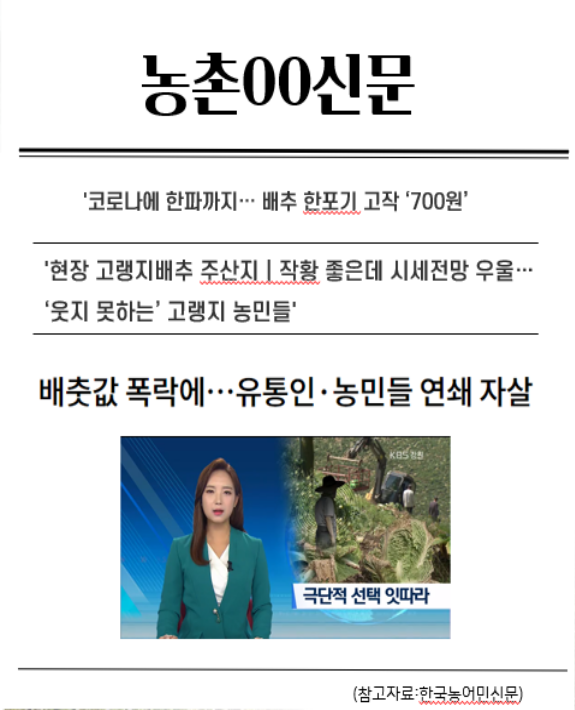 농촌00신문
'코로나에 한파까지… 배추 한포기 고작 ‘700원’
'현장 고랭지배추 주산지ㅣ작황 좋은데 시세전망 우울…
‘웃지 못하는’ 고랭지 농민들'
배춧값 폭락에…유통인·농민들 연쇄 자살
KBS 강원
극단적 선택 잇따라
(참고자료:한국농어민신문)